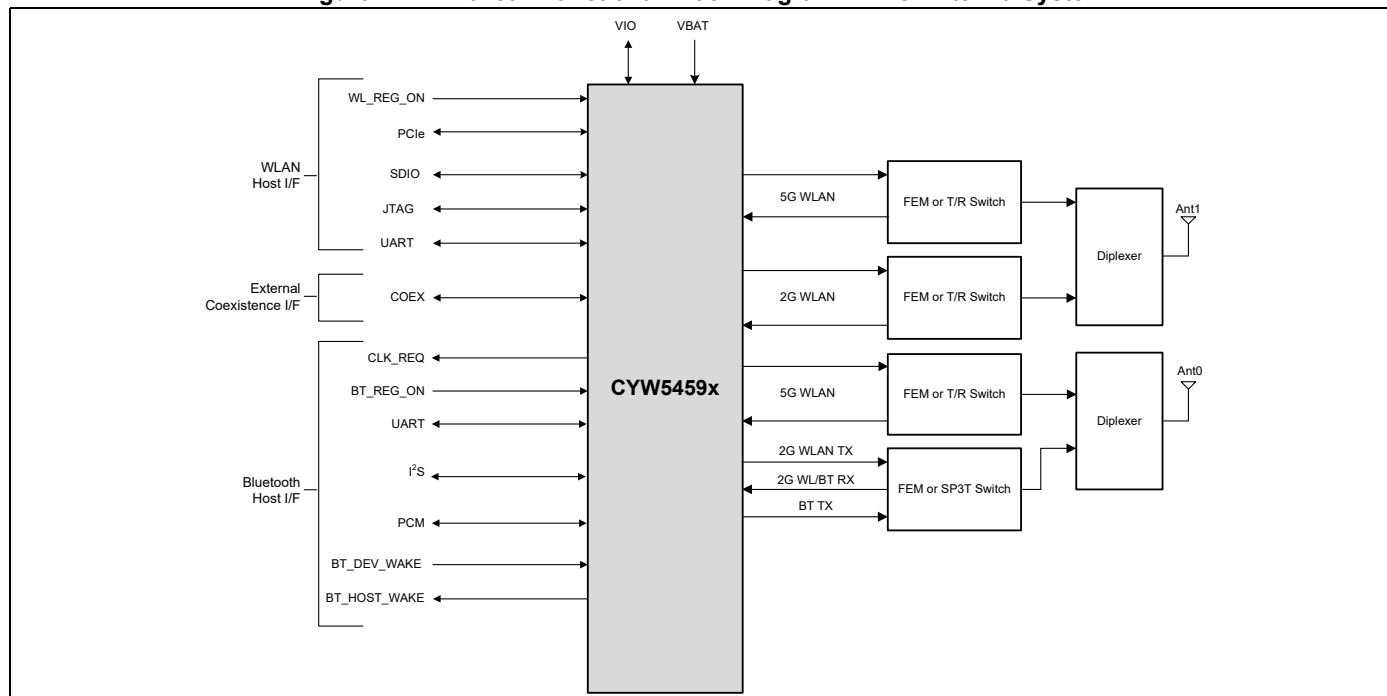 VIO
VBAT
WLAN
Host I/F
WL_REG_ON
PCIe
SDIO
JTAG
UART
External
Coexistence I/F
COEX
Bluetooth
Host I/F
CLK_REQ
BT_REG_ON
UART
I²S
PCM
BT_DEV_WAKE
BT_HOST_WAKE
CYW5459x
5G WLAN
FEM or T/R Switch
2G WLAN
FEM or T/R Switch
Diplexer
Ant1
5G WLAN
FEM or T/R Switch
2G WLAN TX
2G WL/BT RX
BT TX
FEM or SP3T Switch
Diplexer
Ant0